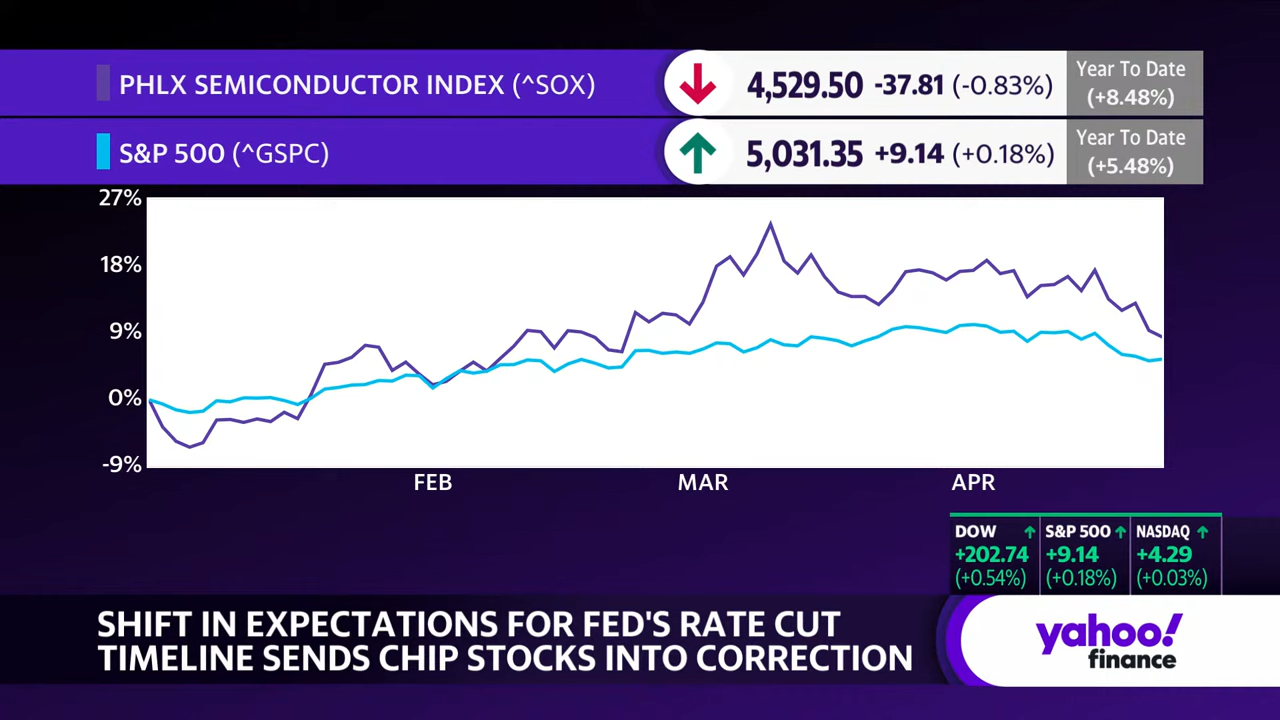 PHLX SEMICONDUCTOR INDEX (^SOX)
4,529.50 -37.81 (-0.83%)
Year To Date
(+8.48%)
S&P 500 (^GSPC)
5,031.35 +9.14 (+0.18%)
Year To Date
(+5.48%)
27%
18%
9%
0%
-9%
FEB
MAR
APR
DOW
+202.74
(+0.54%)
S&P 500
+9.14
(+0.18%)
NASDAQ
+4.29
(+0.03%)
SHIFT IN EXPECTATIONS FOR FED'S RATE CUT
TIMELINE SENDS CHIP STOCKS INTO CORRECTION
yahoo!
finance